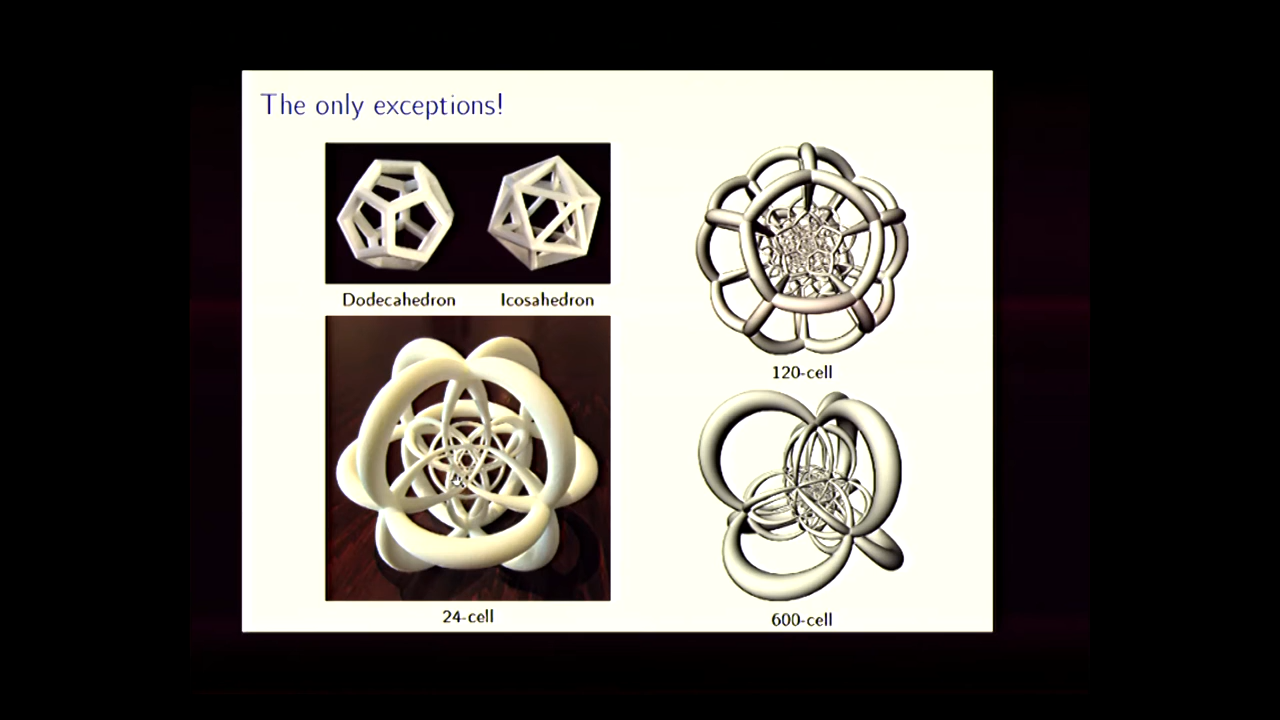 The only exceptions!
Dodecahedron
Icosahedron
24-cell
120-cell
600-cell